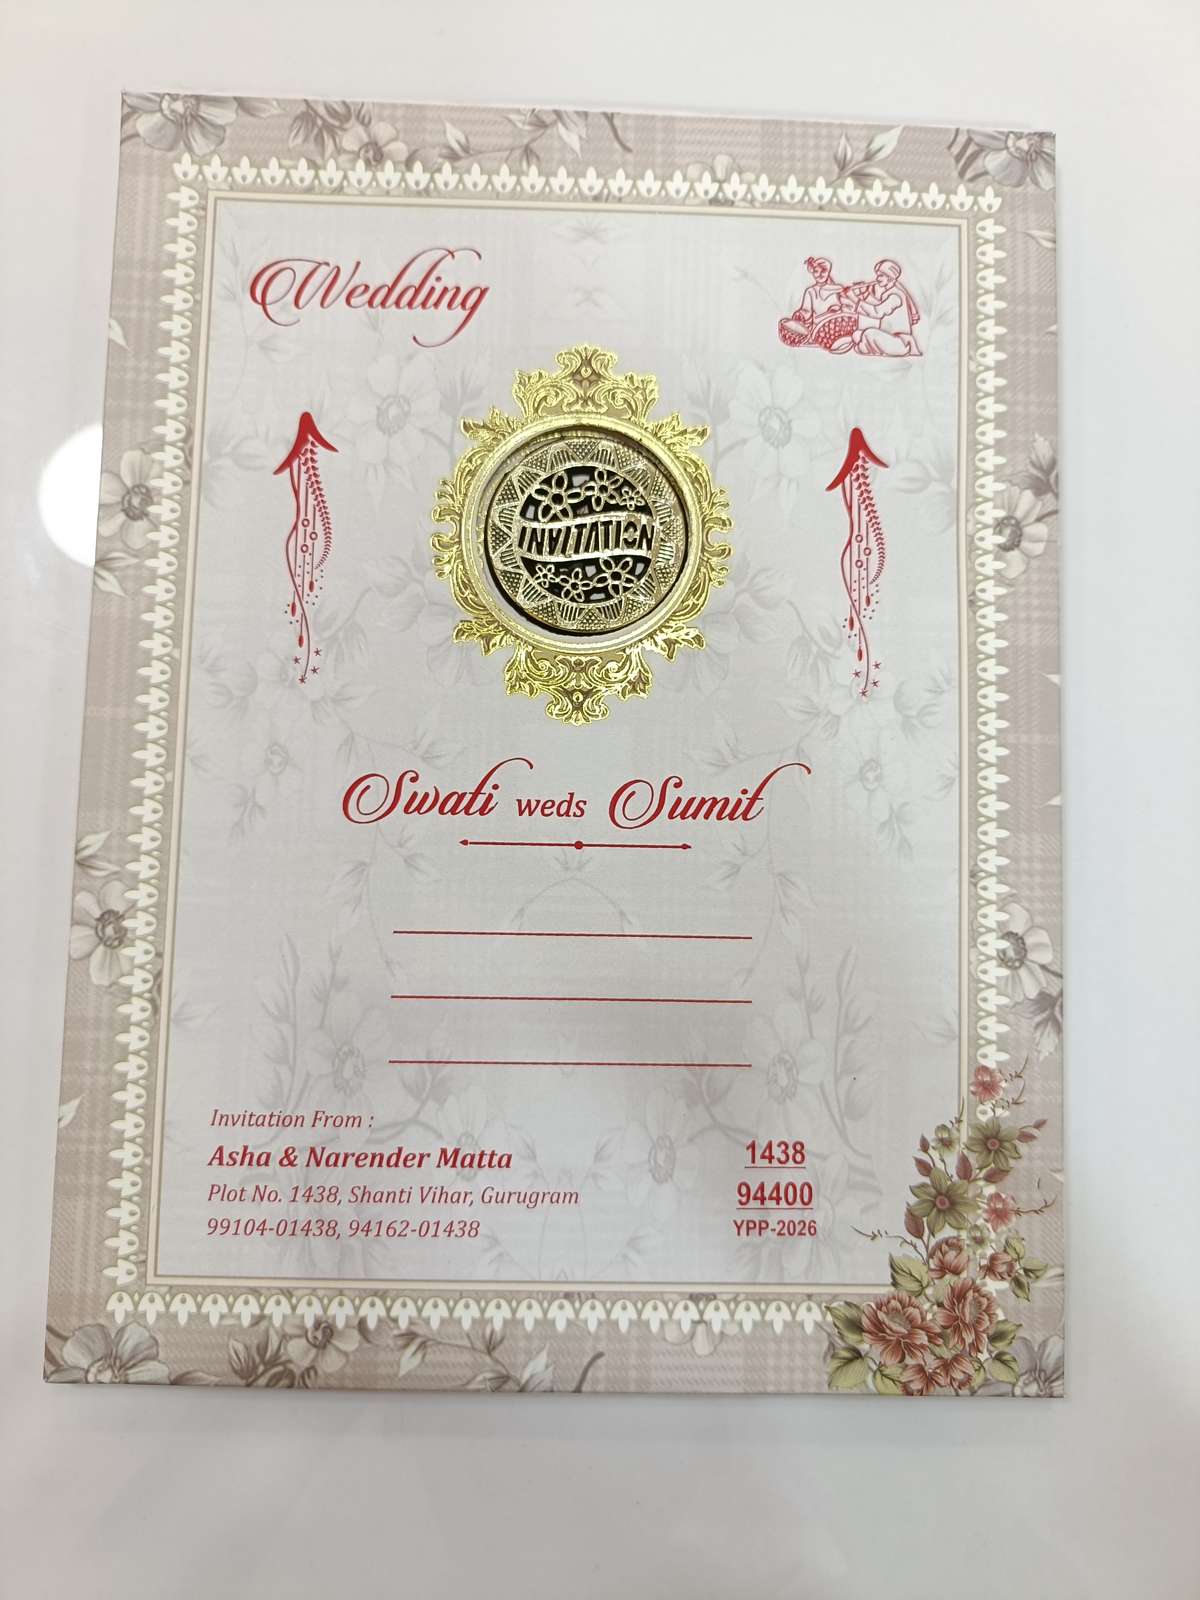 Wedding
INVITATION
Swati weds Sumit
Invitation From :
Asha & Narender Matta
Plot No. 1438, Shanti Vihar, Gurugram
99104-01438, 94162-01438
1438
94400
YPP-2026